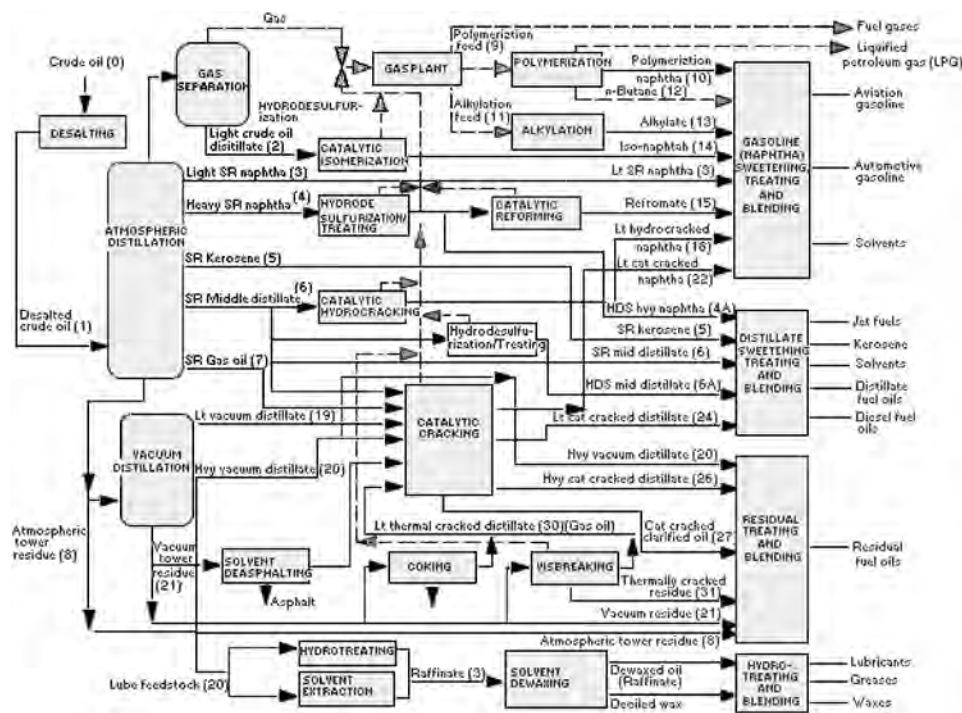 Gas
Fuel gases
Polymerization
feed (9)
Liquified
petroleum gas (LPG)
Crude oil (0)
GAS
SEPARATION
GASPLANT
POLYMERIZATION
Polymerization
naphtha (10)
n-Butane (12)
HYDRODESULFUR-
IZATION
Alkylation
feed (11)
Aviation
gasoline
DESALTING
Light crude oil
distillate (2)
ALKYLATION
Alkylate (13)
CATALYTIC
ISOMERIZATION
Iso-naphtah (14)
GASOLINE
(NAPHTHA)
SWEETENING,
TREATING
AND
BLENDING
Automotive
gasoline
Light SR naphtha (3)
Lt SR naphtha (3)
Heavy SR naphtha (4)
HYDRODE
SULFURIZATION/
TREATING
CATALYTIC
REFORMING
Reformate (15)
ATMOSPHERIC
DISTILLATION
Lt hydrocracked
naphtha (16)
Solvents
SR Kerosene (5)
Lt cat cracked
naphtha (22)
SR Middle distillate (6)
CATALYTIC
HYDROCRACKING
HDS hvy naphtha (4A)
Desalted
crude oil (1)
Hydrodesulfu-
rization/Treating
SR kerosene (5)
Jet fuels
Kerosene
SR Gas oil (7)
SR mid distillate (6)
DISTILLATE
SWEETENING
TREATING
AND
BLENDING
Solvents
HDS mid distillate (6A)
Distillate
fuel oils
Lt vacuum distillate (19)
CATALYTIC
CRACKING
Lt cat cracked distillate (24)
Diesel fuel
oils
VACUUM
DISTILLATION
Hvy vacuum distillate (20)
Hvy vacuum distillate (20)
Hvy cat cracked distillate (26)
Atmospheric
tower residue (8)
Lt thermal cracked distillate (30)(Gas oil)
Cat cracked
clarified oil (27)
RESIDUAL
TREATING
AND
BLENDING
Residual
fuel oils
Vacuum
tower
residue
(21)
SOLVENT
DEASPHALTING
COKING
VISBREAKING
Asphalt
Thermally cracked
residue (31)
Vacuum residue (21)
Atmospheric tower residue (8)
HYDROTREATING
Lube feedstock (20)
SOLVENT
EXTRACTION
Raffinate (3)
SOLVENT
DEWAXING
Dewaxed oil
(Raffinate)
Deoiled wax
HYDRO-
TREATING
AND
BLENDING
Lubricants
Greases
Waxes